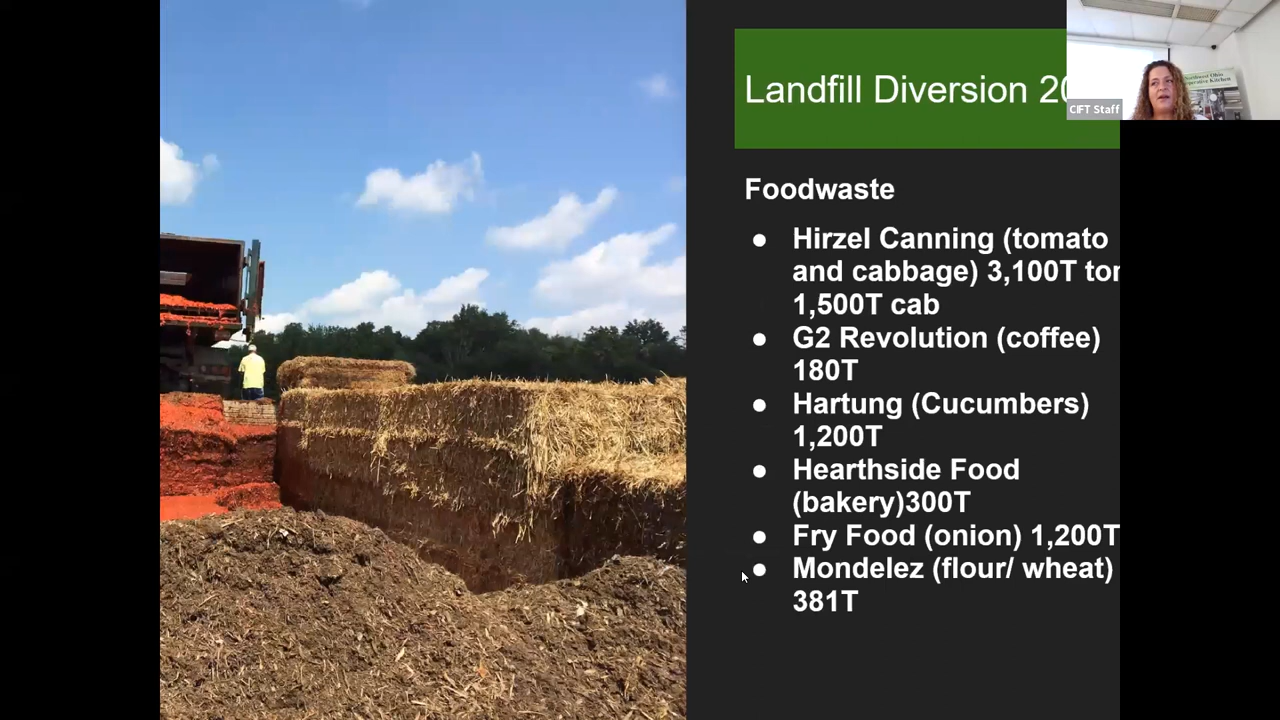 Landfill Diversion 20
CIFT Staff
Foodwaste
● Hirzel Canning (tomato
and cabbage) 3,100T tom
1,500T cab
● G2 Revolution (coffee)
180T
● Hartung (Cucumbers)
1,200T
● Hearthside Food
(bakery)300T
● Fry Food (onion) 1,200T
● Mondelez (flour/ wheat)
381T